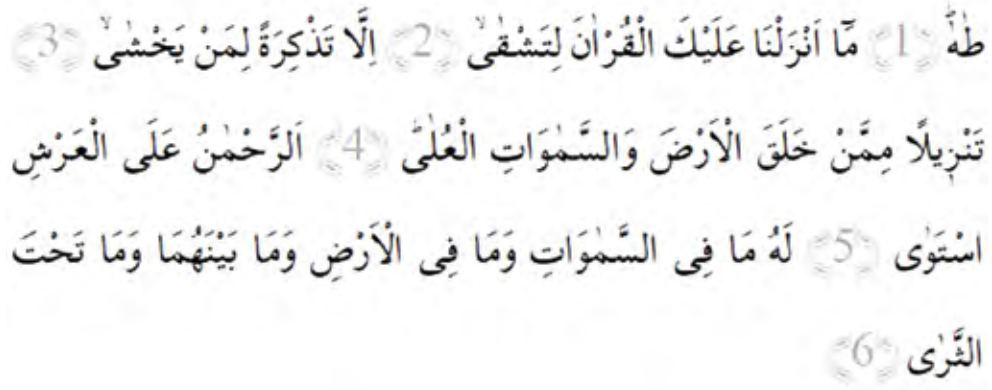 طٰهٰ ﴿1﴾ مَٓا اَنْزَلْنَا عَلَيْكَ الْقُرْاٰنَ لِتَشْقٰىۙ ﴿2﴾ اِلَّا تَذْكِرَةً لِمَنْ يَخْشٰىۙ ﴿3﴾
تَنْز۪يلًا مِمَّنْ خَلَقَ الْاَرْضَ وَالسَّمٰوَاتِ الْعُلٰىؕ ﴿4﴾ اَلرَّحْمٰنُ عَلَى الْعَرْشِ
اسْتَوٰى ﴿5﴾ لَهُ مَا فِى السَّمٰوَاتِ وَمَا فِى الْاَرْضِ وَمَا بَيْنَهُمَا وَمَا تَحْتَ
الثَّرٰى ﴿6﴾